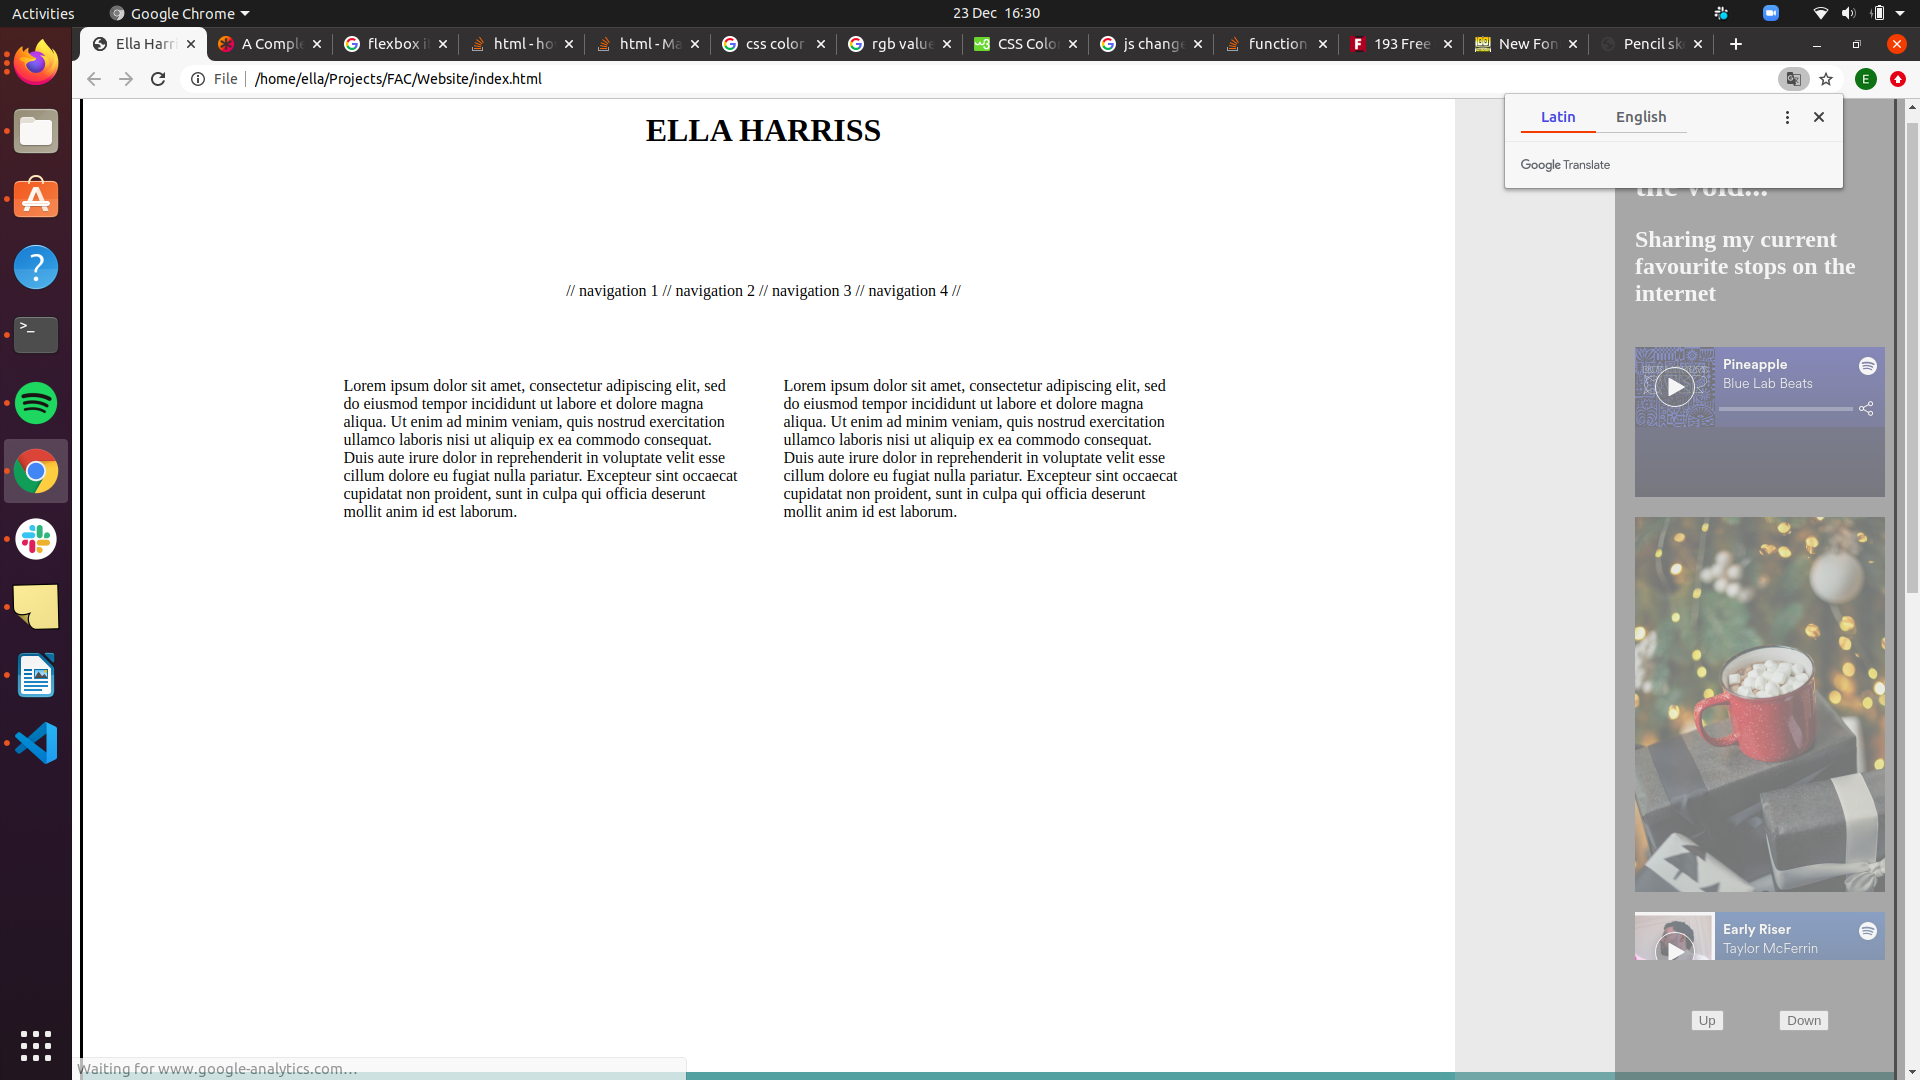 Activities
Google Chrome
23 Dec 16:30
Ella Harri
A Comple
flexbox i
html - ho
html - Ma
css color
rgb value
CSS Colo
js change
function
193 Free
New Fon
Pencil sk
File
/home/ella/Projects/FAC/Website/index.html
E
Latin
English
Google Translate
ELLA HARRISS
// navigation 1 // navigation 2 // navigation 3 // navigation 4 //
Lorem ipsum dolor sit amet, consectetur adipiscing elit, sed
do eiusmod tempor incididunt ut labore et dolore magna
aliqua. Ut enim ad minim veniam, quis nostrud exercitation
ullamco laboris nisi ut aliquip ex ea commodo consequat.
Duis aute irure dolor in reprehenderit in voluptate velit esse
cillum dolore eu fugiat nulla pariatur. Excepteur sint occaecat
cupidatat non proident, sunt in culpa qui officia deserunt
mollit anim id est laborum.
Lorem ipsum dolor sit amet, consectetur adipiscing elit, sed
do eiusmod tempor incididunt ut labore et dolore magna
aliqua. Ut enim ad minim veniam, quis nostrud exercitation
ullamco laboris nisi ut aliquip ex ea commodo consequat.
Duis aute irure dolor in reprehenderit in voluptate velit esse
cillum dolore eu fugiat nulla pariatur. Excepteur sint occaecat
cupidatat non proident, sunt in culpa qui officia deserunt
mollit anim id est laborum.
the void...
Sharing my current
favourite stops on the
internet
Pineapple
Blue Lab Beats
Early Riser
Taylor McFerrin
Up
Down
Waiting for www.google-analytics.com...